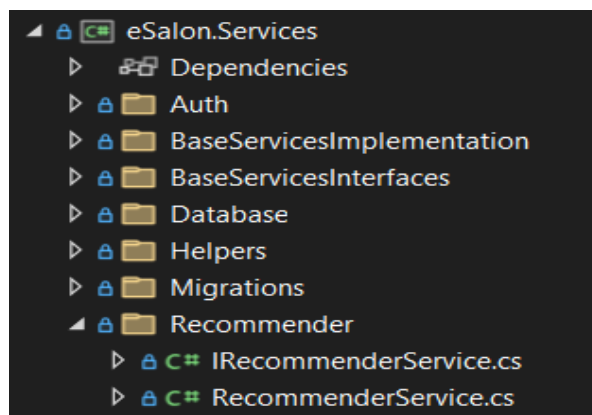 C# eSalon.Services
Dependencies
Auth
BaseServicesImplementation
BaseServicesInterfaces
Database
Helpers
Migrations
Recommender
C# IRecommenderService.cs
C# RecommenderService.cs